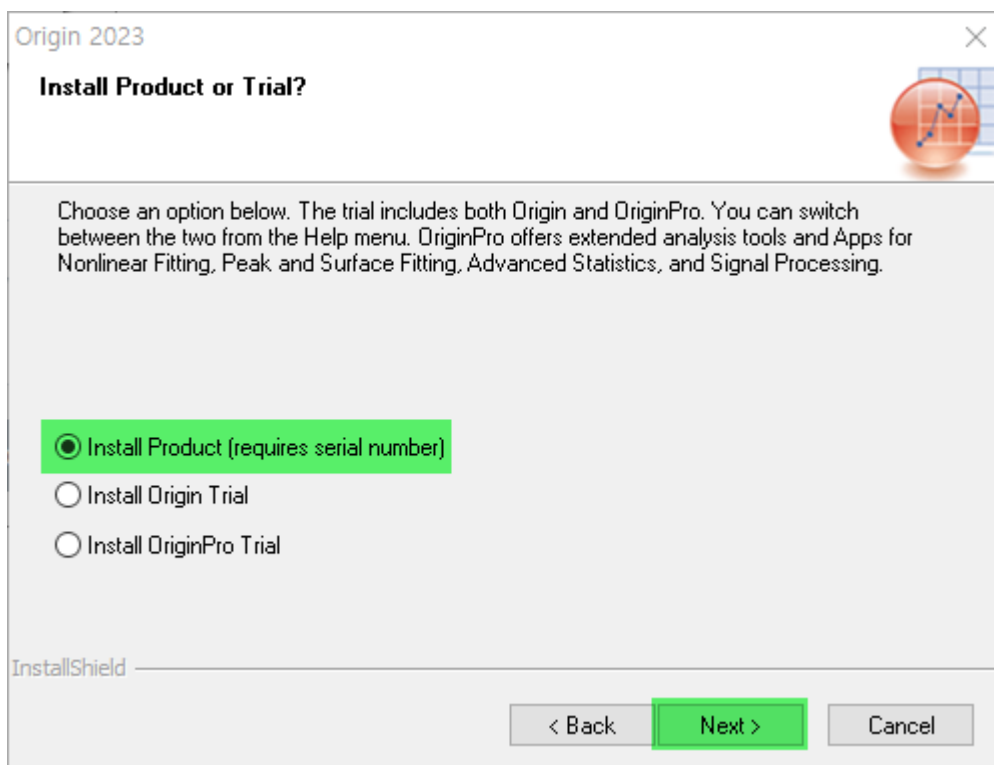 Origin 2023
Install Product or Trial?
Choose an option below. The trial includes both Origin and OriginPro. You can switch
between the two from the Help menu. OriginPro offers extended analysis tools and Apps for
Nonlinear Fitting, Peak and Surface Fitting, Advanced Statistics, and Signal Processing.
Install Product (requires serial number)
Install Origin Trial
Install OriginPro Trial
InstallShield
< Back Next > Cancel